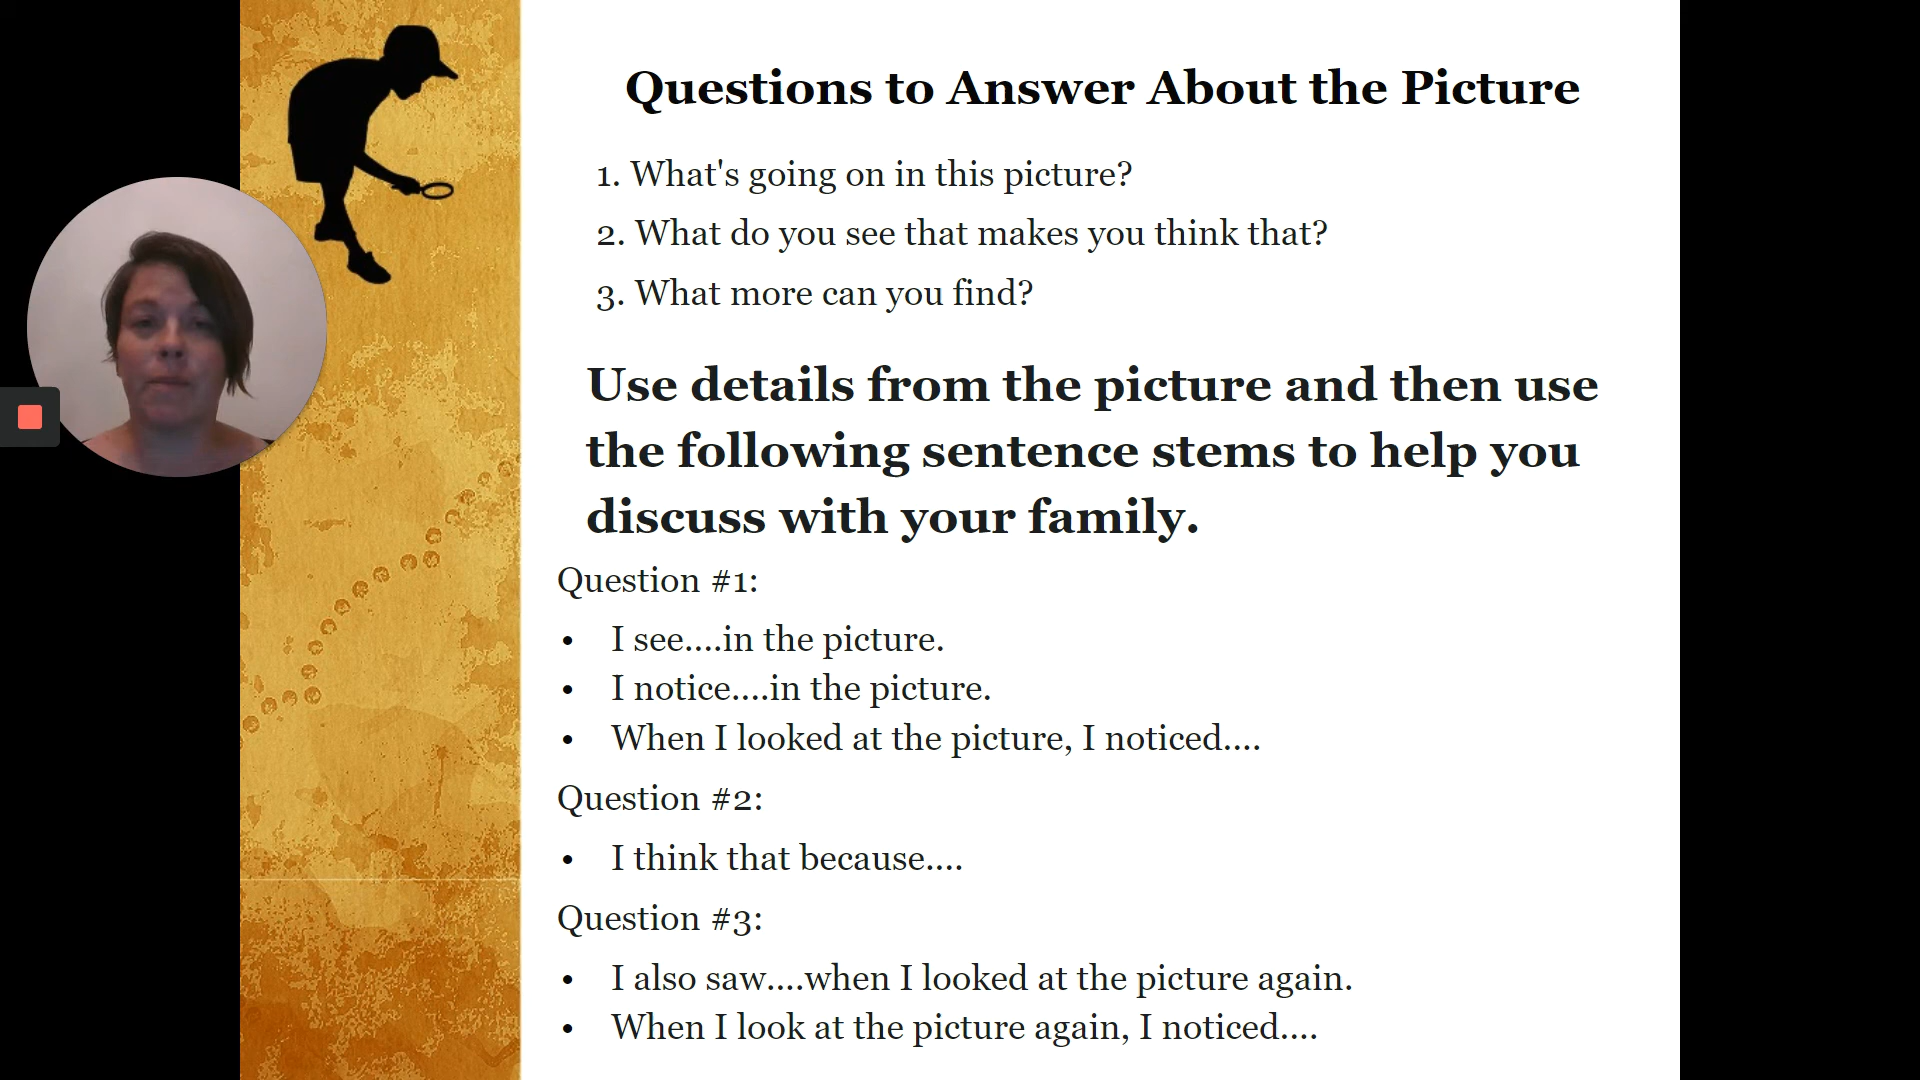 Questions to Answer About the Picture
1. What's going on in this picture?
2. What do you see that makes you think that?
3. What more can you find?
Use details from the picture and then use
the following sentence stems to help you
discuss with your family.
Question #1:
• I see....in the picture.
• I notice....in the picture.
• When I looked at the picture, I noticed....
Question #2:
• I think that because....
Question #3:
• I also saw....when I looked at the picture again.
• When I look at the picture again, I noticed....